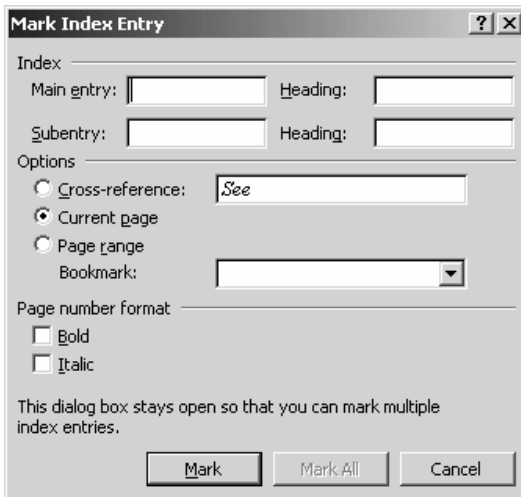 Mark Index Entry
Index
Main entry: Heading:
Subentry: Heading:
Options
Cross-reference: See
Current page
Page range
Bookmark:
Page number format
Bold
Italic
This dialog box stays open so that you can mark multiple
index entries.
Mark Mark All Cancel